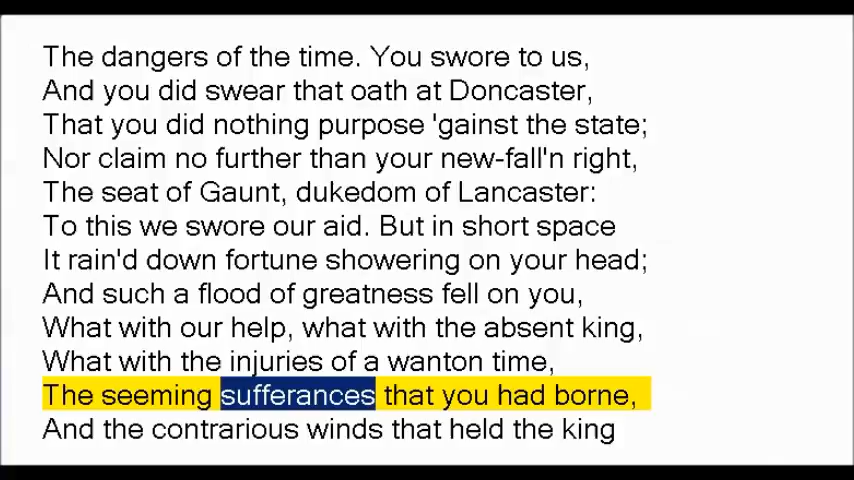 The dangers of the time. You swore to us,
And you did swear that oath at Doncaster,
That you did nothing purpose 'gainst the state;
Nor claim no further than your new-fall'n right,
The seat of Gaunt, dukedom of Lancaster:
To this we swore our aid. But in short space
It rain'd down fortune showering on your head;
And such a flood of greatness fell on you,
What with our help, what with the absent king,
What with the injuries of a wanton time,
The seeming sufferances that you had borne,
And the contrarious winds that held the king